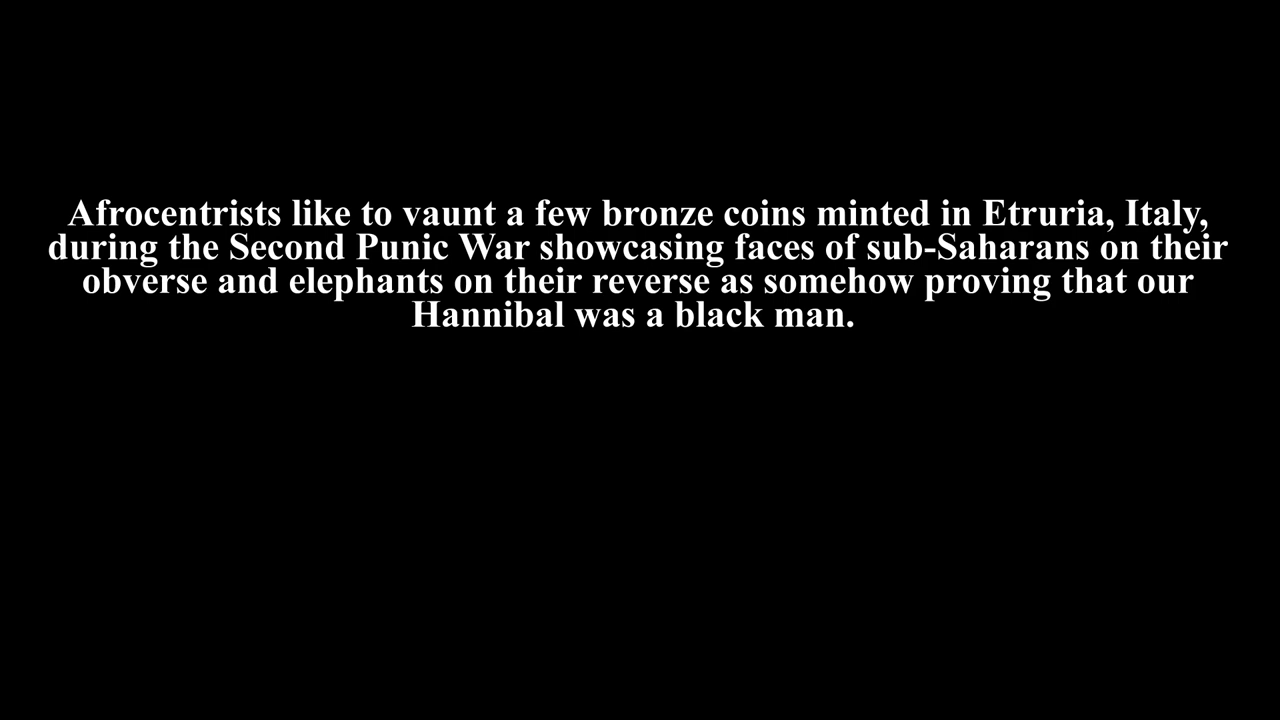 Afrocentrists like to vaunt a few bronze coins minted in Etruria, Italy,
during the Second Punic War showcasing faces of sub-Saharans on their
obverse and elephants on their reverse as somehow proving that our
Hannibal was a black man.